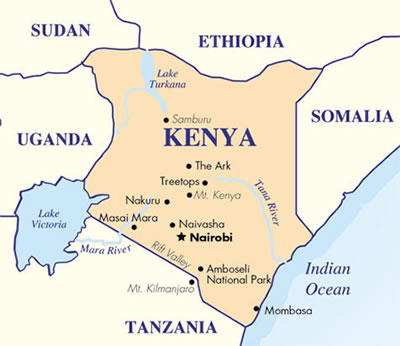 SUDAN
ETHIOPIA
Lake
Turkana
SOMALIA
Samburu
UGANDA
KENYA
The Ark
Treetops
Mt. Kenya
Tana River
Nakuru
Lake
Victoria
Masai Mara
Naivasha
Nairobi
Mara River
Rift Valley
Amboseli
National Park
Indian
Ocean
Mt. Kilmanjaro
Mombasa
TANZANIA